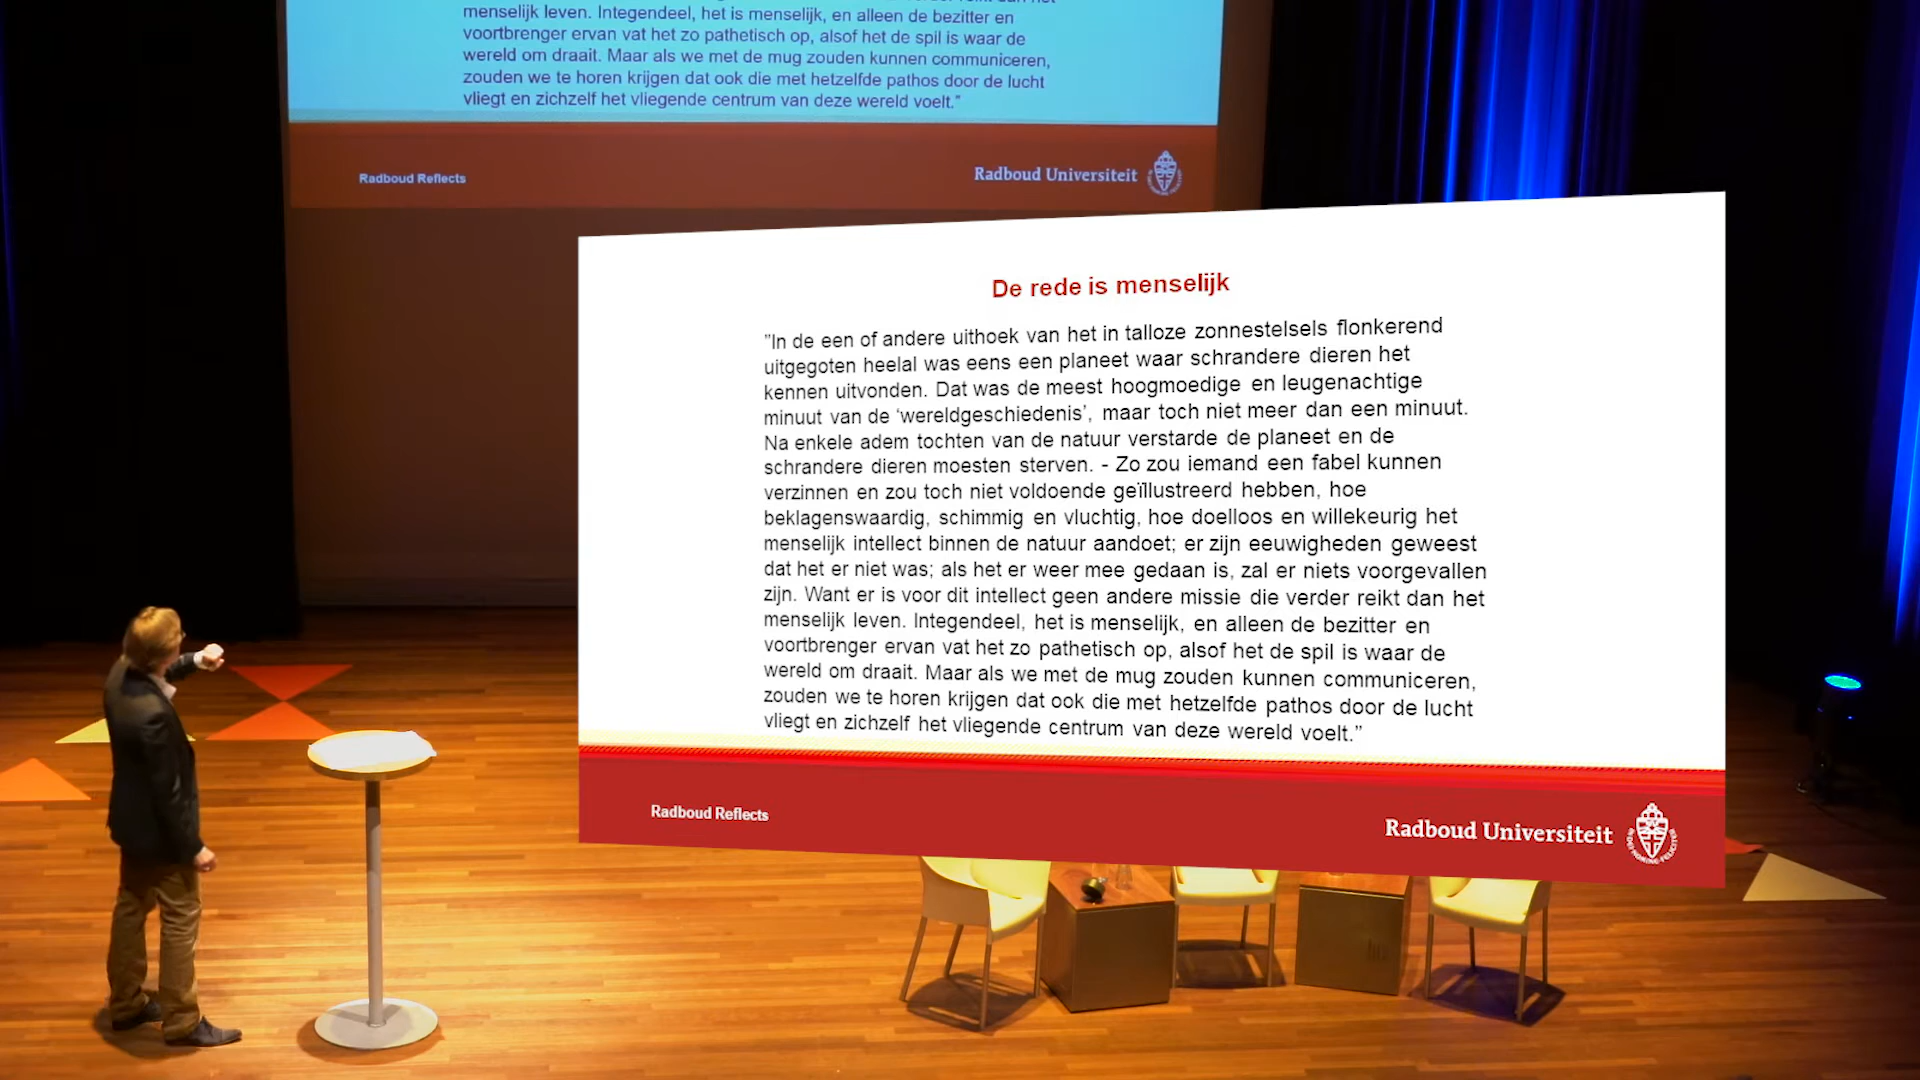 menselijk leven. Integendeel, het is menselijk, en alleen de bezitter en
voortbrenger ervan vat het zo pathetisch op, alsof het de spil is waar de
wereld om draait. Maar als we met de mug zouden kunnen communiceren,
zouden we te horen krijgen dat ook die met hetzelfde pathos door de lucht
vliegt en zichzelf het vliegende centrum van deze wereld voelt.”
Radboud Reflects
Radboud Universiteit
De rede is menselijk
”In de een of andere uithoek van het in talloze zonnestelsels flonkerend
uitgegoten heelal was eens een planeet waar schrandere dieren het
kennen uitvonden. Dat was de meest hoogmoedige en leugenachtige
minuut van de ‘wereldgeschiedenis’, maar toch niet meer dan een minuut.
Na enkele adem tochten van de natuur verstarde de planeet en de
schrandere dieren moesten sterven. - Zo zou iemand een fabel kunnen
verzinnen en zou toch niet voldoende geïllustreerd hebben, hoe
beklagenswaardig, schimmig en vluchtig, hoe doelloos en willekeurig het
menselijk intellect binnen de natuur aandoet; er zijn eeuwigheden geweest
dat het er niet was; als het er weer mee gedaan is, zal er niets voorgevallen
zijn. Want er is voor dit intellect geen andere missie die verder reikt dan het
menselijk leven. Integendeel, het is menselijk, en alleen de bezitter en
voortbrenger ervan vat het zo pathetisch op, alsof het de spil is waar de
wereld om draait. Maar als we met de mug zouden kunnen communiceren,
zouden we te horen krijgen dat ook die met hetzelfde pathos door de lucht
vliegt en zichzelf het vliegende centrum van deze wereld voelt.”
Radboud Reflects
Radboud Universiteit